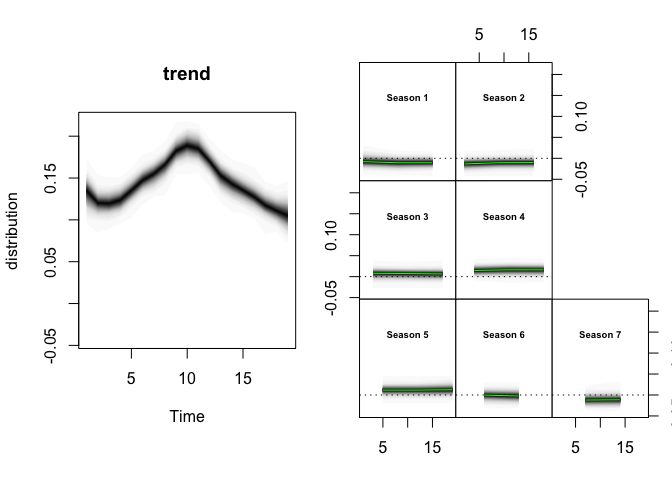 trend
distribution
-0.05
0.05
0.15
5
10
15
Time
5
15
Season 1
Season 2
-0.05
0.10
Season 3
Season 4
-0.05
0.10
Season 5
Season 6
Season 7
5
15
5
15